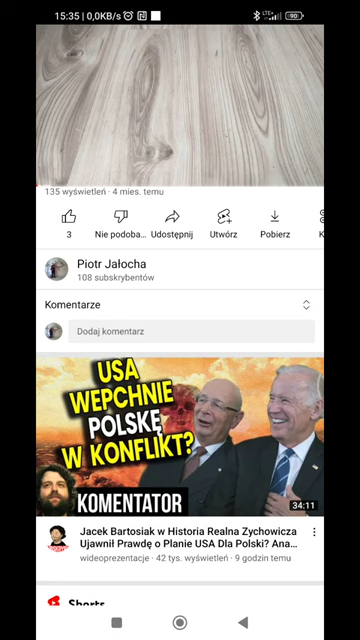 15:35 | 0,0KB/s
LTE+
90
135 wyświetleń · 4 mies. temu
3
Nie podoba...
Udostępnij
Utwórz
Pobierz
Piotr Jałocha
108 subskrybentów
Komentarze
Dodaj komentarz
USA
WEPCHNIE
POLSKĘ
W KONFLIKT?
KOMENTATOR
34:11
Jacek Bartosiak w Historia Realna Zychowicza
Ujawnił Prawdę o Planie USA Dla Polski? Ana...
wideoprezentacje · 42 tys. wyświetleń · 9 godzin temu
Shorts